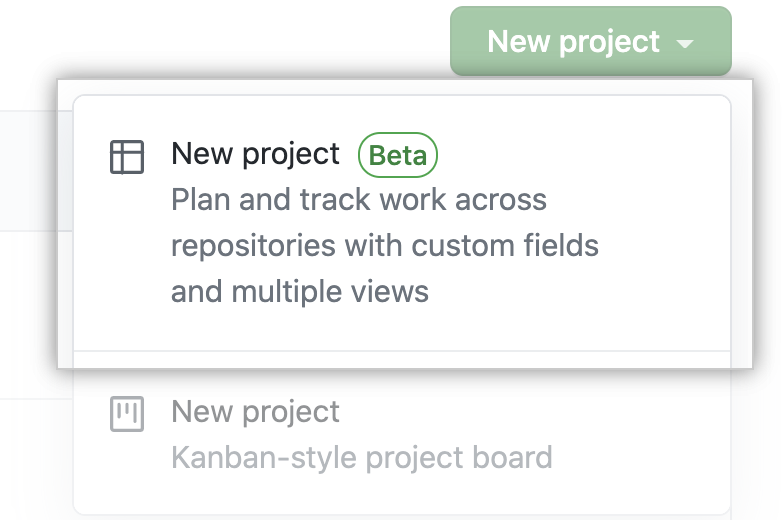 New project
New project Beta
Plan and track work across
repositories with custom fields
and multiple views
New project
Kanban-style project board